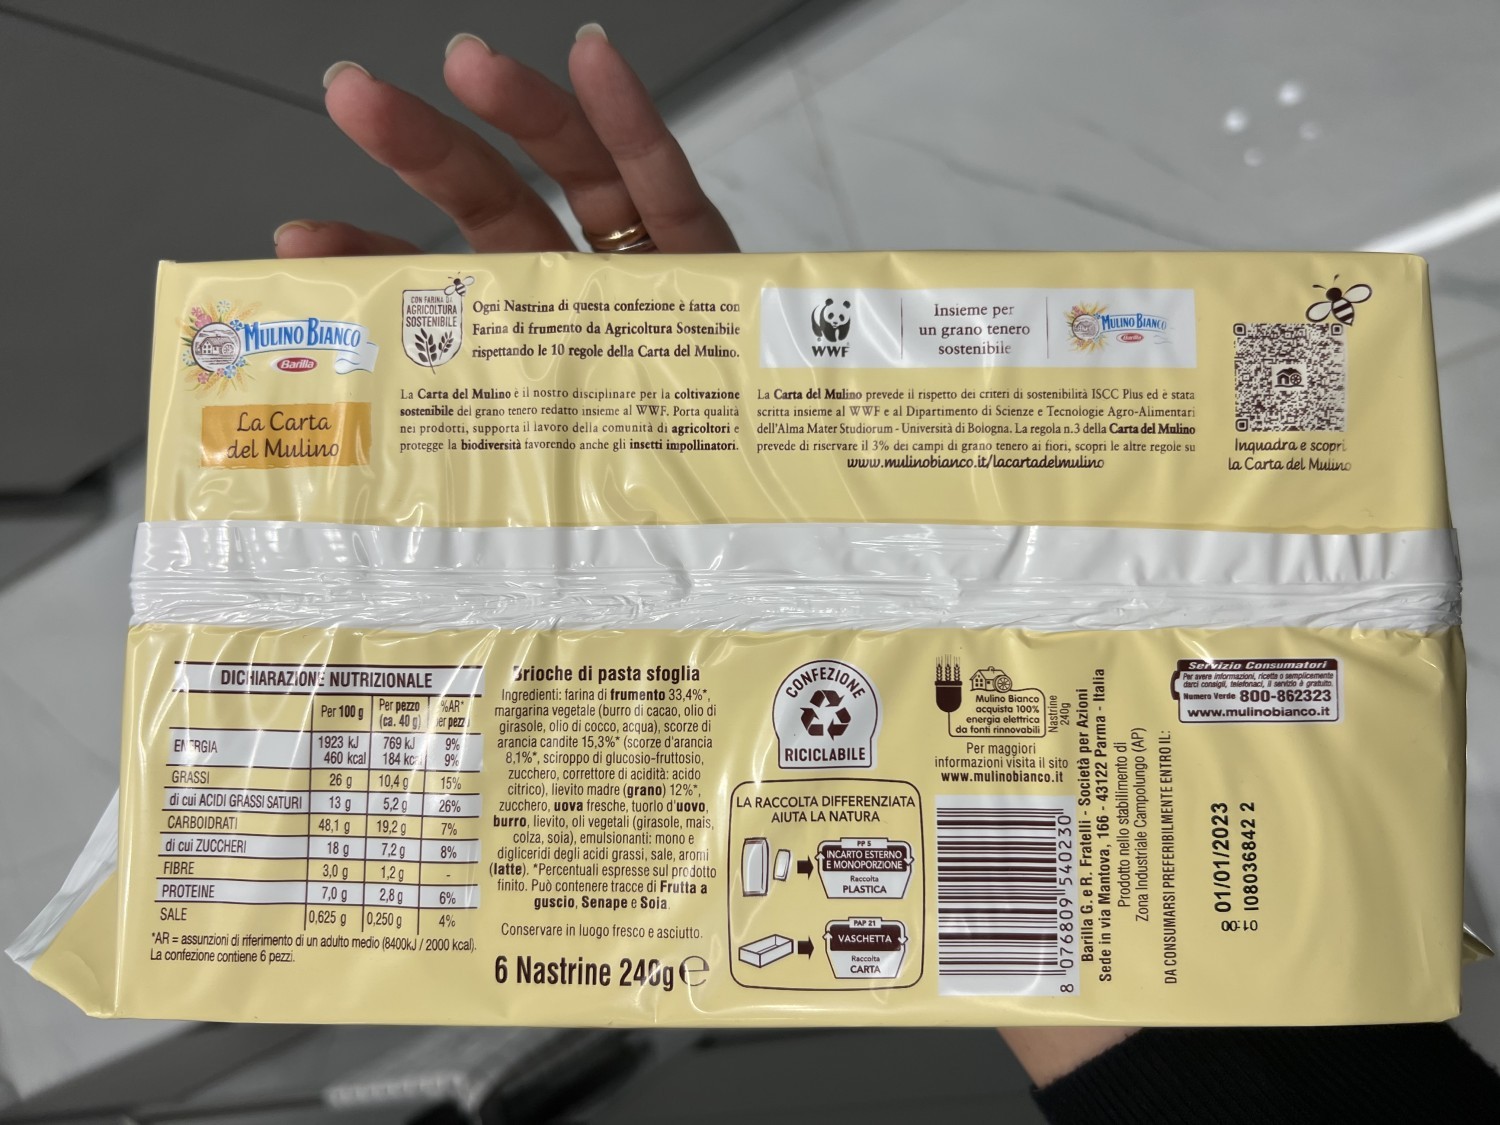 MULINO BIANCO
Barilla
La Carta
del Mulino
CON FARINA DI
AGRICOLTURA
SOSTENIBILE
Ogni Nastrina di questa confezione è fatta con
Farina di frumento da Agricoltura Sostenibile
rispettando le 10 regole della Carta del Mulino.
La Carta del Mulino è il nostro disciplinare per la coltivazione
sostenibile del grano tenero redatto insieme al WWF. Porta qualità
nei prodotti, supporta il lavoro della comunità di agricoltori e
protegge la biodiversità favorendo anche gli insetti impollinatori.
WWF
Insieme per
un grano tenero
sostenibile
MULINO BIANCO
Barilla
La Carta del Mulino prevede il rispetto dei criteri di sostenibilità ISCC Plus ed è stata
scritta insieme al WWF e al Dipartimento di Scienze e Tecnologie Agro-Alimentari
dell'Alma Mater Studiorum - Università di Bologna. La regola n.3 della Carta del Mulino
prevede di riservare il 3% dei campi di grano tenero ai fiori, scopri le altre regole su
www.mulinobianco.it/lacartadelmulino
Inquadra e scopri
la Carta del Mulino
DICHIARAZIONE NUTRIZIONALE
Per 100 g Per pezzo (ca. 40 g) %AR* per pezzo
ENERGIA 1923 kJ 769 kJ 9%
460 kcal 184 kcal 9%
GRASSI 26 g 10,4 g 15%
di cui ACIDI GRASSI SATURI 13 g 5,2 g 26%
CARBOIDRATI 48,1 g 19,2 g 7%
di cui ZUCCHERI 18 g 7,2 g 8%
FIBRE 3,0 g 1,2 g -
PROTEINE 7,0 g 2,8 g 6%
SALE 0,625 g 0,250 g 4%
*AR = assunzioni di riferimento di un adulto medio (8400kJ / 2000 kcal).
La confezione contiene 6 pezzi.
Brioche di pasta sfoglia
Ingredienti: farina di frumento 33,4%*,
margarina vegetale (burro di cacao, olio di
girasole, olio di cocco, acqua), scorze di
arancia candite 15,3%* (scorze d'arancia
8,1%*, sciroppo di glucosio-fruttosio,
zucchero, correttore di acidità: acido
citrico), lievito madre (grano) 12%*,
zucchero, uova fresche, tuorlo d'uovo,
burro, lievito, oli vegetali (girasole, mais,
colza, soia), emulsionanti: mono e
digliceridi degli acidi grassi, sale, aromi
(latte). *Percentuali espresse sul prodotto
finito. Può contenere tracce di Frutta a
guscio, Senape e Soia.
Conservare in luogo fresco e asciutto.
6 Nastrine 240g e
CONFEZIONE
RICICLABILE
LA RACCOLTA DIFFERENZIATA
AIUTA LA NATURA
PP 5
INCARTO ESTERNO
E MONOPORZIONE
Raccolta
PLASTICA
PAP 21
VASCHETTA
Raccolta
CARTA
Mulino Bianco
acquista 100%
energia elettrica
da fonti rinnovabili
Nastrine
240g
Per maggiori
informazioni visita il sito
www.mulinobianco.it
8 076809 540230
Barilla G. e R. Fratelli - Società per Azioni
Sede in via Mantova, 166 - 43122 Parma - Italia
Prodotto nello stabilimento di
Zona Industriale Campolungo (AP)
DA CONSUMARSI PREFERIBILMENTE ENTRO IL:
01/01/2023
108036842 2
01:00
Servizio Consumatori
Per avere informazioni, ricette o semplicemente
darci consigli, telefonaci, il servizio è gratuito.
Numero Verde 800-862323
www.mulinobianco.it